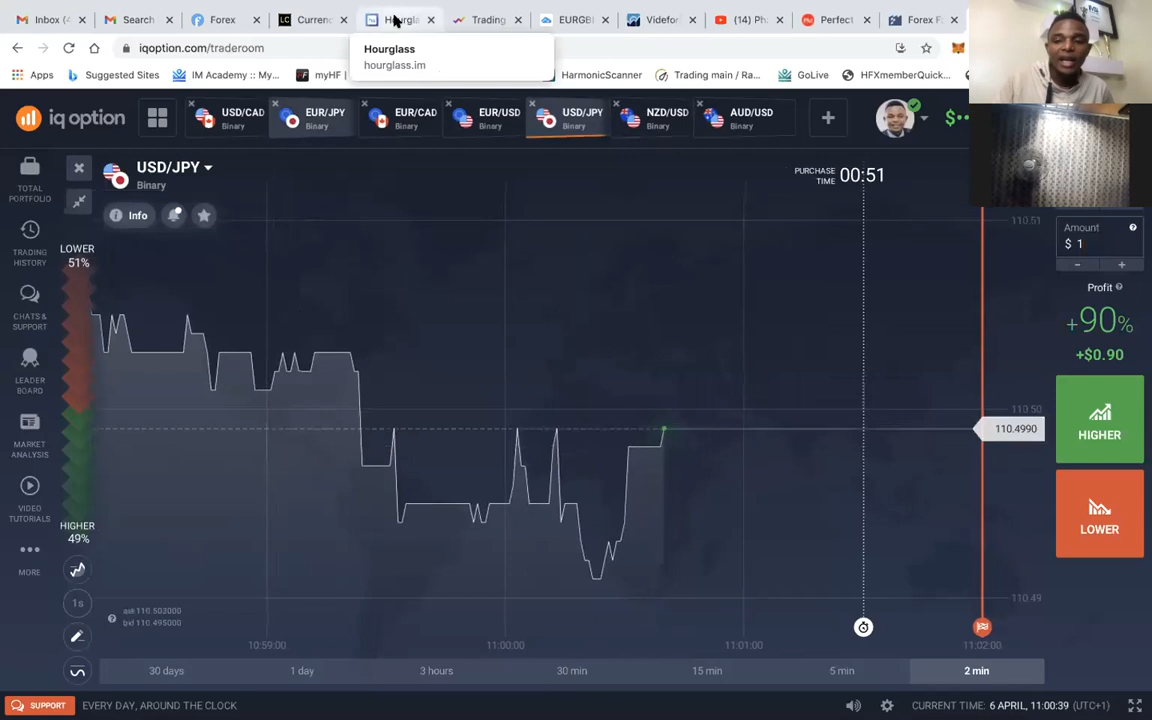 Inbox (4
Search
Forex
Currenc
Hourgla
Trading
EURGBI
Videfor
(14) Ph
Perfect
Forex F
Hourglass
hourglass.im
iqoption.com/traderoom
Apps
Suggested Sites
IM Academy :: My...
myHF |
HarmonicScanner
Trading main / Ra...
GoLive
HFXmemberQuick...
iq option
USD/CAD
Binary
EUR/JPY
Binary
EUR/CAD
Binary
EUR/USD
Binary
USD/JPY
Binary
NZD/USD
Binary
AUD/USD
Binary
+
$••
TOTAL
PORTFOLIO
TRADING
HISTORY
CHATS &
SUPPORT
LEADER
BOARD
MARKET
ANALYSIS
VIDEO
TUTORIALS
MORE
USD/JPY
Binary
Info
LOWER
51%
HIGHER
49%
1s
ask 110.503000
bid 110.495000
PURCHASE
TIME
00:51
110.51
110.50
110.4990
110.49
10:59:00
11:00:00
11:01:00
11:02:00
30 days
1 day
3 hours
30 min
15 min
5 min
2 min
Amount
$ 1
-
+
Profit
+90%
+$0.90
HIGHER
LOWER
SUPPORT
EVERY DAY, AROUND THE CLOCK
CURRENT TIME: 6 APRIL, 11:00:39 (UTC+1)